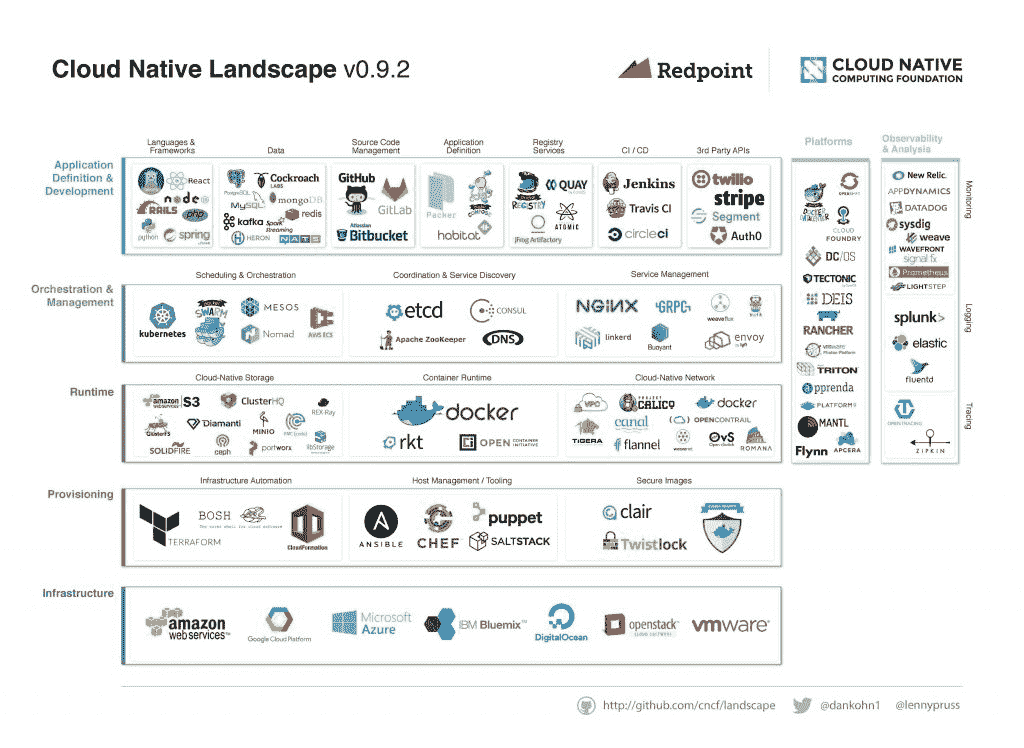 Cloud Native Landscape v0.9.2
Redpoint
CLOUD NATIVE
COMPUTING FOUNDATION
Application
Definition &
Development
Languages &
Frameworks
React
node
RAILS
php
python
spring
Data
PostgreSQL
Cockroach
LABS
MySQL
mongoDB
kafka
Spark
Streaming
redis
HERON
NATS
Source Code
Management
GitHub
GitLab
Atlassian
Bitbucket
Application
Definition
Packer
habitat
Registry
Services
REGISTRY
QUAY
ATOMIC
JFrog Artifactory
CI / CD
Jenkins
Travis CI
circleci
3rd Party APIs
twilio
stripe
Segment
Auth0
Orchestration &
Management
Scheduling & Orchestration
kubernetes
SWARM
MESOS
Nomad
AWS ECS
Coordination & Service Discovery
etcd
CONSUL
Apache ZooKeeper
DNS
Service Management
NGINX
GRPC
weave flux
linkerd
Buoyant
envoy
Runtime
Cloud-Native Storage
amazon
web services
S3
ClusterHQ
REX-Ray
GlusterFS
Diamanti
MINIO
EMC {code}
SOLIDFIRE
ceph
portworx
libStorage
Container Runtime
docker
rkt
OPEN CONTAINER
INITIATIVE
Cloud-Native Network
VPC
PROJECT
CALICO
docker
TIGERA
canal
OPENCONTRAIL
flannel
OvS
ROMANA
Provisioning
Infrastructure Automation
TERRAFORM
BOSH
CloudFormation
Host Management / Tooling
ANSIBLE
CHEF
puppet
SALTSTACK
Secure Images
clair
Twistlock
Infrastructure
amazon
web services™
Google Cloud Platform
Microsoft
Azure
IBM Bluemix™
DigitalOcean
openstack
vmware
Platforms
OPENSHIFT
CLOUD
FOUNDRY
DC/OS
TECTONIC
DEIS
RANCHER
vmware
Photon Platform
TRITON
apprenda
PLATFORM9
MANTL
Flynn
APCERA
Observability
& Analysis
Monitoring
New Relic.
APPDYNAMICS
DATADOG
sysdig
weave
WAVEFRONT
signal fx
Prometheus
LIGHTSTEP
Logging
splunk>
elastic
fluentd
Tracing
OPENTRACING
ZIPKIN
http://github.com/cncf/landscape
@dankohn1
@lennypruss